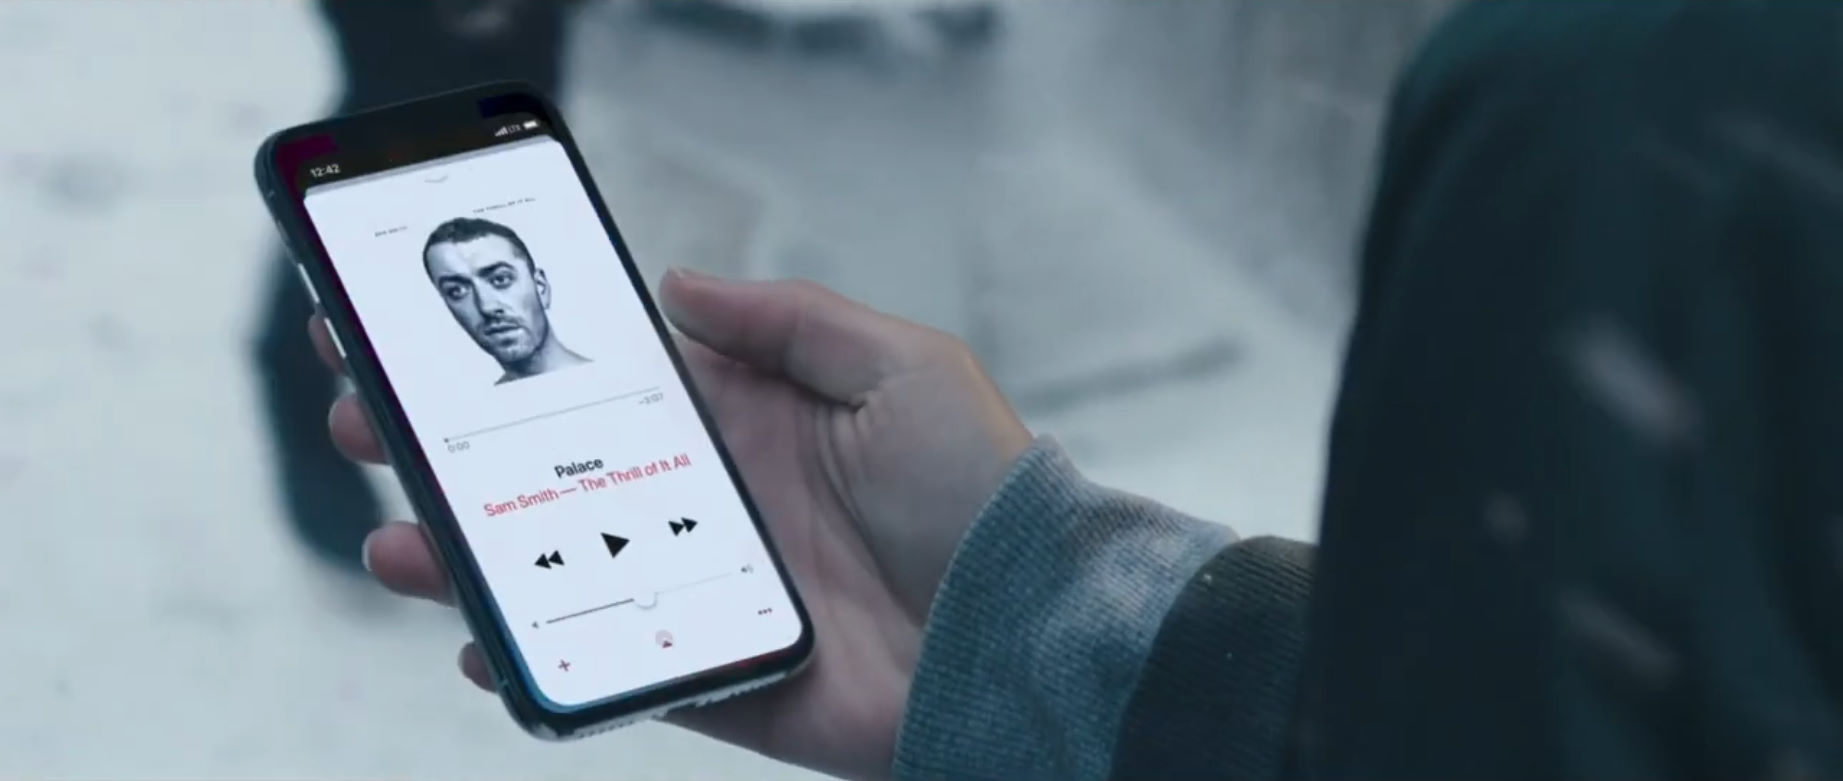 12:42
LTE
THE THRILL OF IT ALL
SAM SMITH
0:00
-3:07
Palace
Sam Smith — The Thrill of It All